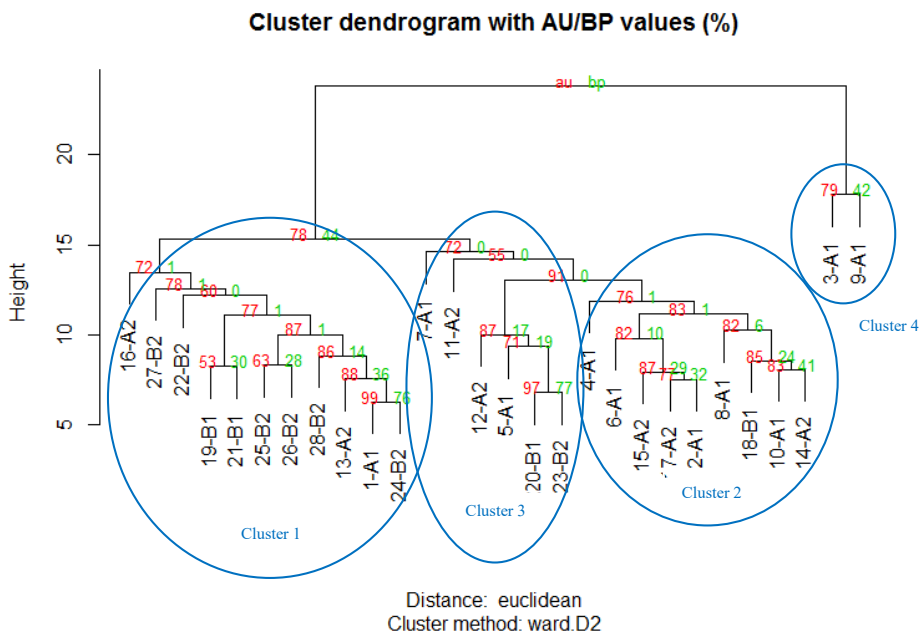 Cluster dendrogram with AU/BP values (%)
au bp
Height
20
15
10
5
79 42
78 44
72 0
55 0
72 1
78 1
60 0
91 0
76 1
83 1
77 1
87 1
87 17
71 19
82 10
82 6
53 30
63 28
86 14
88 36
99 76
97 77
87 29
77 32
85 24
83 41
16-A2
27-B2
22-B2
19-B1
21-B1
25-B2
26-B2
28-B2
13-A2
1-A1
24-B2
7-A1
11-A2
12-A2
5-A1
20-B1
23-B2
4-A1
6-A1
15-A2
2-A1
8-A1
18-B1
10-A1
14-A2
3-A1
9-A1
Cluster 1
Cluster 3
Cluster 2
Cluster 4
Distance: euclidean
Cluster method: ward.D2